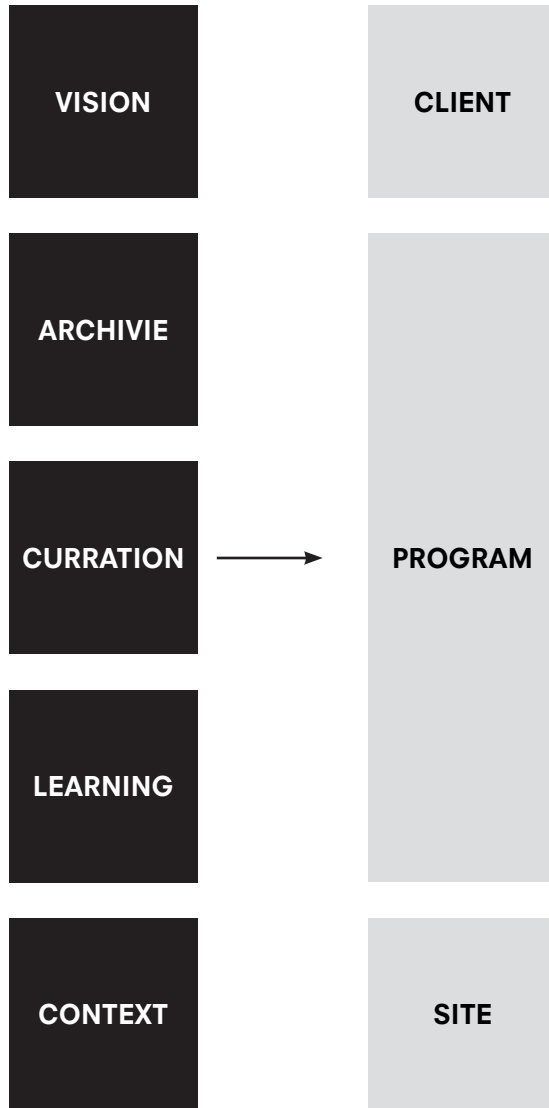 VISION
CLIENT
ARCHIVIE
CURRATION
PROGRAM
LEARNING
CONTEXT
SITE